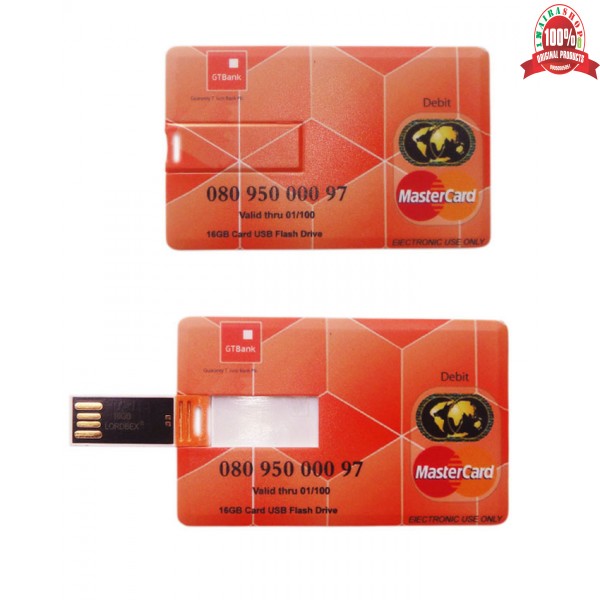 NAIRASHOP
100%
ORIGINAL PRODUCTS
GTBank
Debit
MasterCard
080 950 000 97
Valid thru 01/100
16GB Card USB Flash Drive
ELECTRONIC USE ONLY
GTBank
Debit
LORDREX®
MasterCard
080 950 000 97
Valid thru 01/100
16GB Card USB Flash Drive
ELECTRONIC USE ONLY